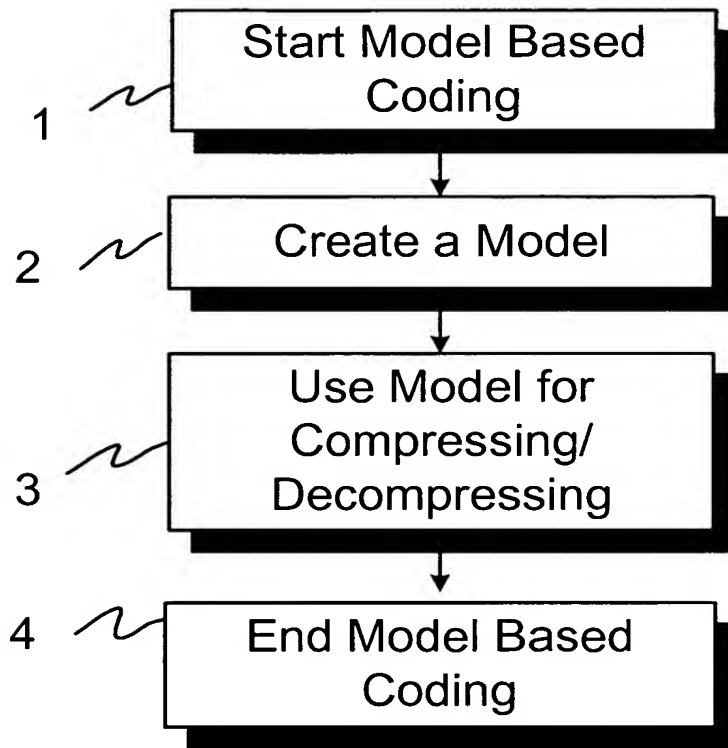 Start Model Based
Coding
1
Create a Model
2
Use Model for
Compressing/
Decompressing
3
End Model Based
Coding
4